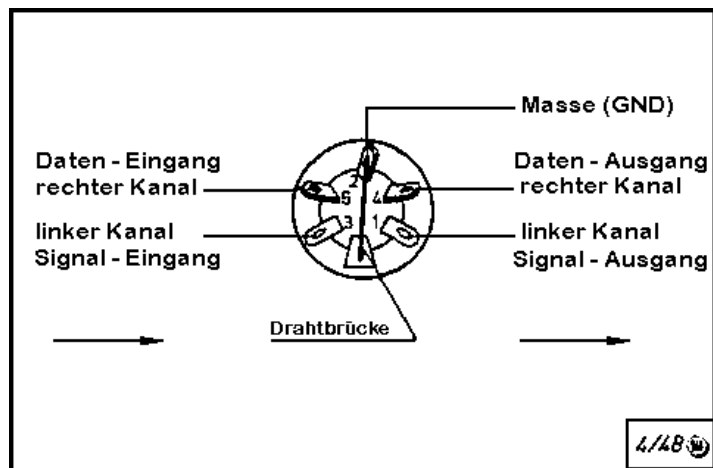 Masse (GND)
Daten - Eingang
rechter Kanal
Daten - Ausgang
rechter Kanal
2
5
4
3
1
linker Kanal
Signal - Eingang
linker Kanal
Signal - Ausgang
Drahtbrücke
4/48